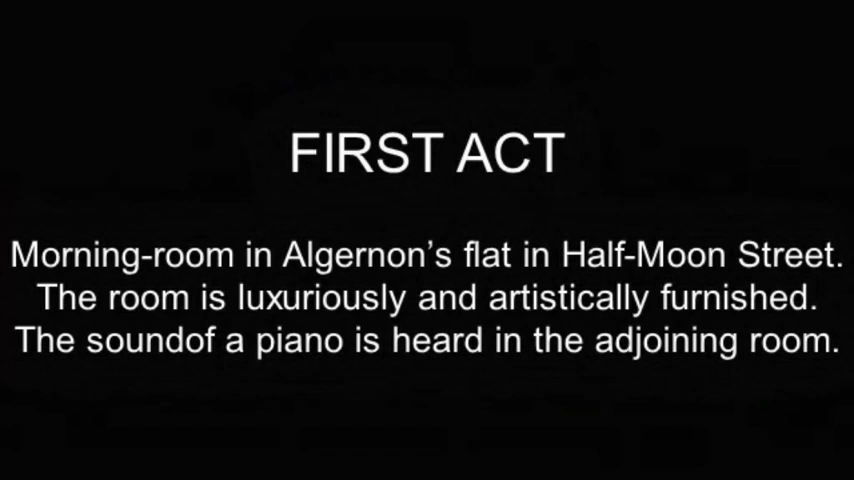 FIRST ACT
Morning-room in Algernon’s flat in Half-Moon Street.
The room is luxuriously and artistically furnished.
The soundof a piano is heard in the adjoining room.